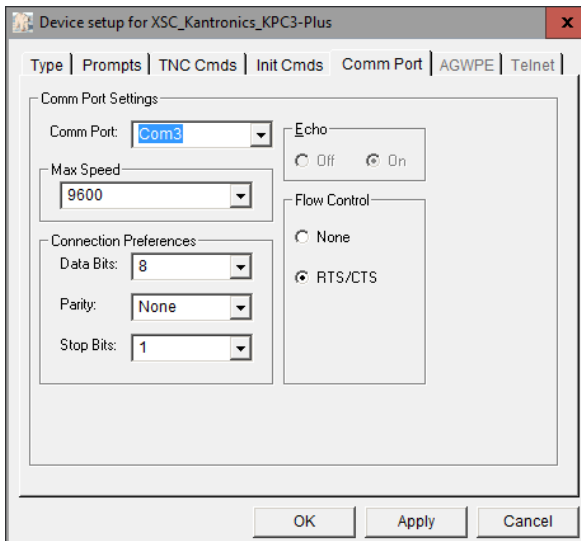 Device setup for XSC_Kantronics_KPC3-Plus
x
Type Prompts TNC Cmds Init Cmds Comm Port AGWPE Telnet
Comm Port Settings
Comm Port: Com3
Max Speed
9600
Connection Preferences
Data Bits: 8
Parity: None
Stop Bits: 1
Echo
Off On
Flow Control
None
RTS/CTS
OK Apply Cancel